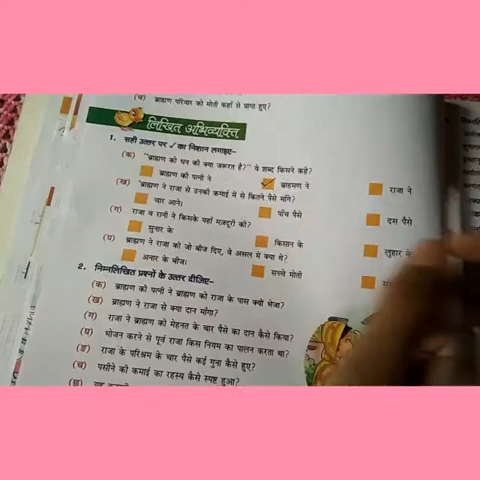 (च) ब्राह्मण परिवार को मोती कहाँ से प्राप्त हुए?
लिखित अभिव्यक्ति
1. सही उत्तर पर ✓ का निशान लगाइए-
(क) "ब्राह्मण को धन की क्या जरूरत है?" ये शब्द किसने कहे?
ब्राह्मण की पत्नी ने ब्राह्मण ने राजा ने
(ख) ब्राह्मण ने राजा से उनकी कमाई में से कितने पैसे माँगे?
चार आने। पाँच पैसे दस पैसे
(ग) राजा व रानी ने किसके यहाँ मजदूरी की?
सुनार के किसान के लुहार के
(घ) ब्राह्मण ने राजा को जो बीज दिए, वे असल में क्या थे?
अनार के बीज। सच्चे मोती
2. निम्नलिखित प्रश्नों के उत्तर दीजिए-
(क) ब्राह्मण की पत्नी ने ब्राह्मण को राजा के पास क्यों भेजा?
(ख) ब्राह्मण ने राजा से क्या दान माँगा?
(ग) राजा ने ब्राह्मण को मेहनत के चार पैसे का दान कैसे किया?
(घ) भोजन करने से पूर्व राजा किस नियम का पालन करता था?
(ङ) राजा के परिश्रम के चार पैसे कई गुना कैसे हुए?
(च) पसीने की कमाई का रहस्य कैसे स्पष्ट हुआ?
(छ)